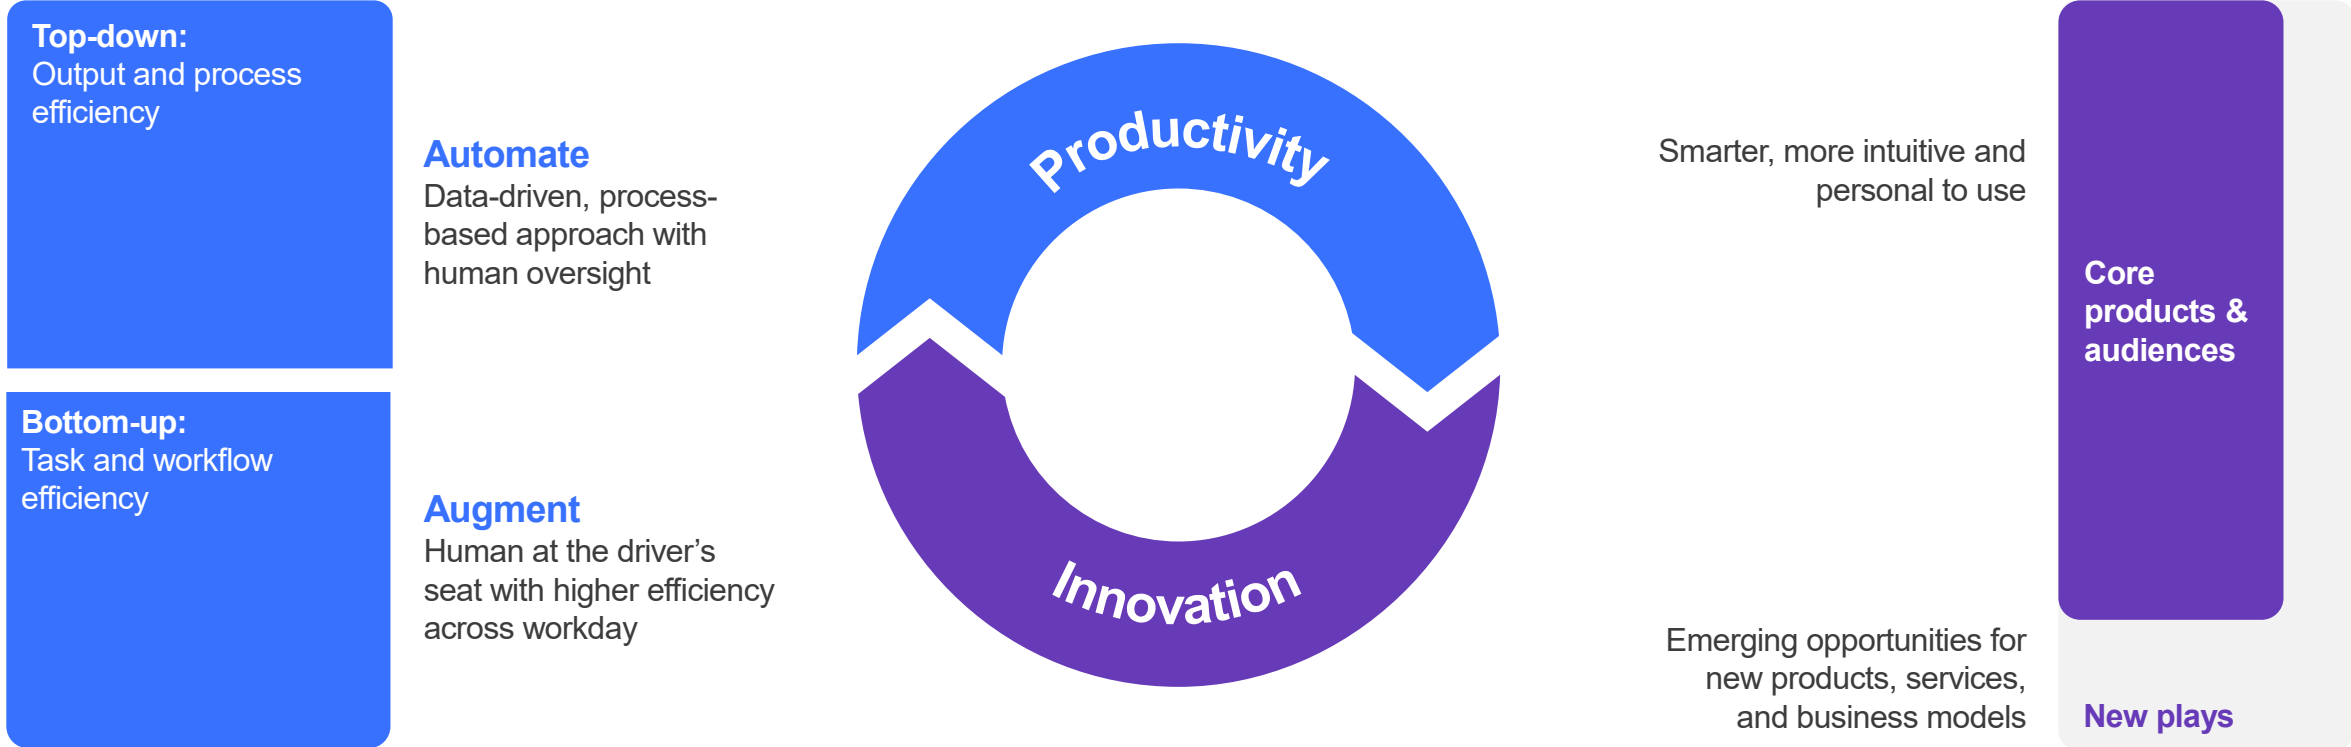 Top-down:
Output and process
efficiency
Automate
Data-driven, process-
based approach with
human oversight
Bottom-up:
Task and workflow
efficiency
Augment
Human at the driver’s
seat with higher efficiency
across workday
Productivity
Innovation
Smarter, more intuitive and
personal to use
Core
products &
audiences
Emerging opportunities for
new products, services,
and business models
New plays